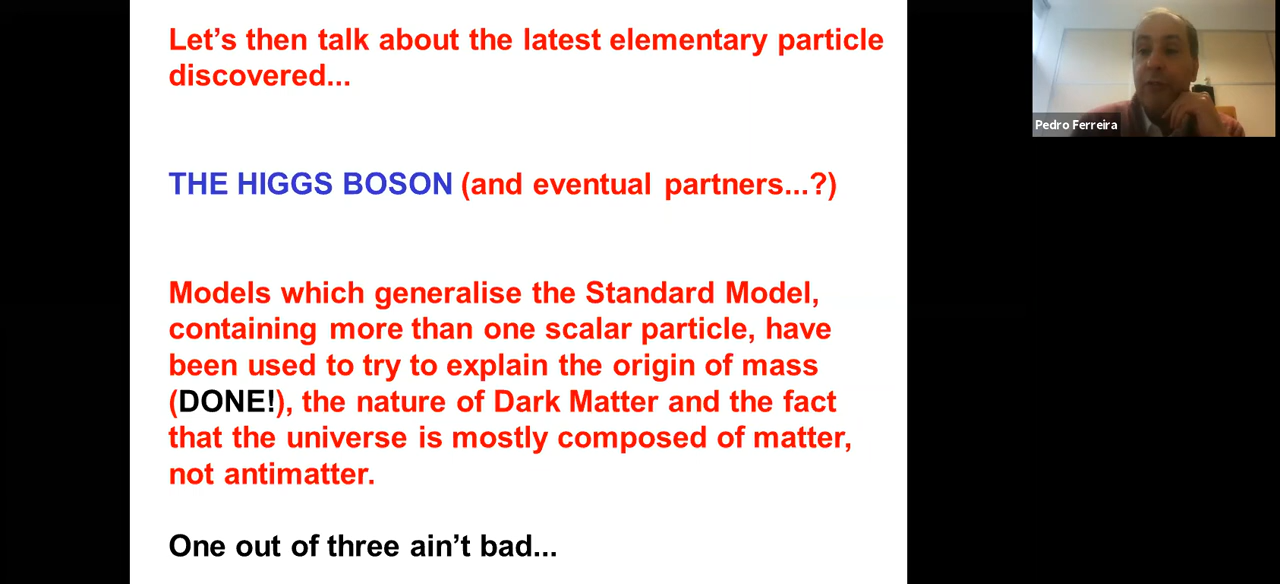 Let’s then talk about the latest elementary particle
discovered...
THE HIGGS BOSON (and eventual partners...?)
Models which generalise the Standard Model,
containing more than one scalar particle, have
been used to try to explain the origin of mass
(DONE!), the nature of Dark Matter and the fact
that the universe is mostly composed of matter,
not antimatter.
One out of three ain’t bad...
Pedro Ferreira